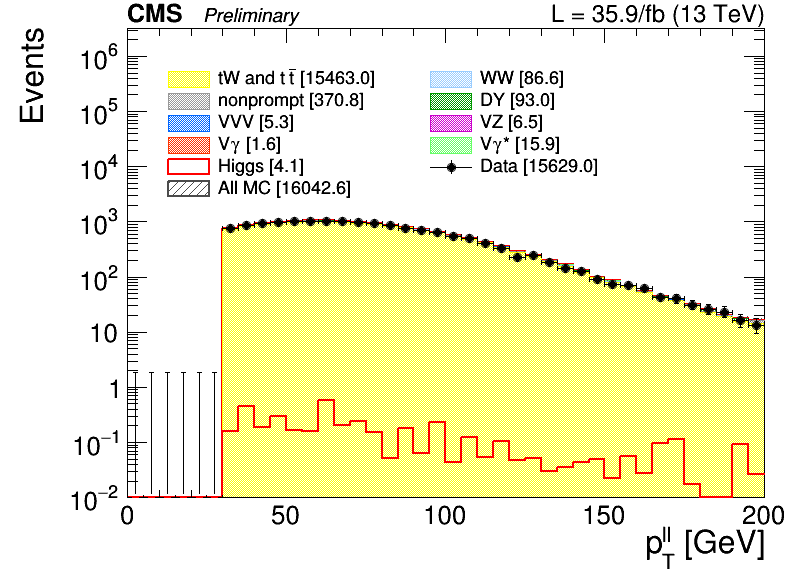 CMS Preliminary L = 35.9/fb (13 TeV)
Events
10⁶
10⁵
10⁴
10³
10²
10
1
10⁻¹
10⁻²
tW and tt̄ [15463.0] WW [86.6]
nonprompt [370.8] DY [93.0]
VVV [5.3] VZ [6.5]
Vγ [1.6] Vγ* [15.9]
Higgs [4.1] Data [15629.0]
All MC [16042.6]
0 50 100 150 200
p_T^ll [GeV]